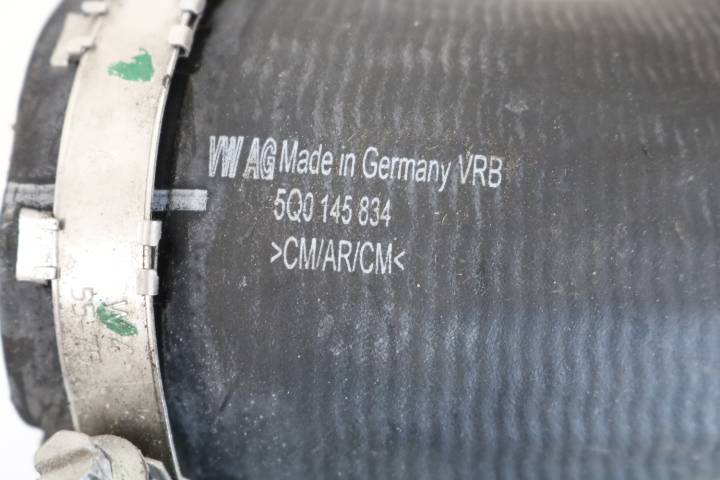 VW AG Made in Germany VRB
5Q0 145 834
>CM/AR/CM<